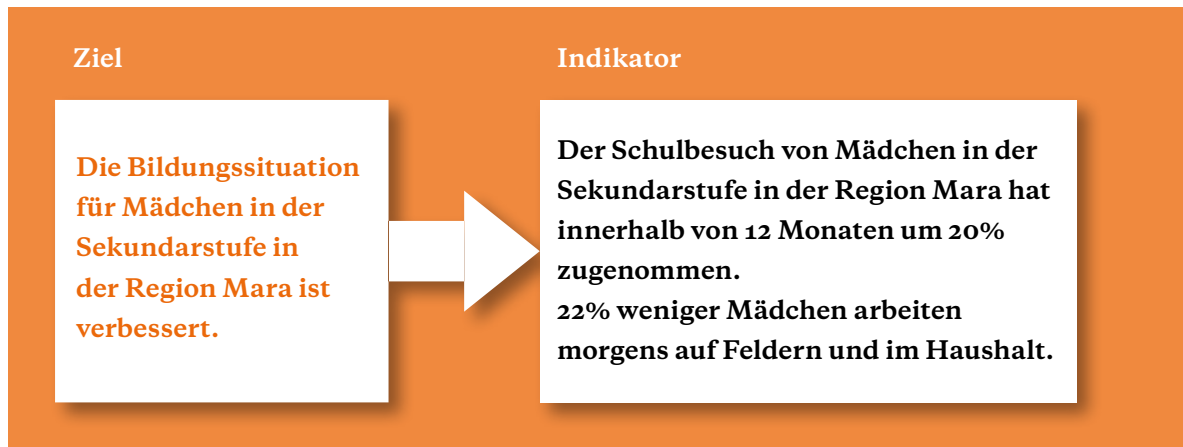 Ziel
Die Bildungssituation
für Mädchen in der
Sekundarstufe in
der Region Mara ist
verbessert.
Indikator
Der Schulbesuch von Mädchen in der
Sekundarstufe in der Region Mara hat
innerhalb von 12 Monaten um 20%
zugenommen.
22% weniger Mädchen arbeiten
morgens auf Feldern und im Haushalt.